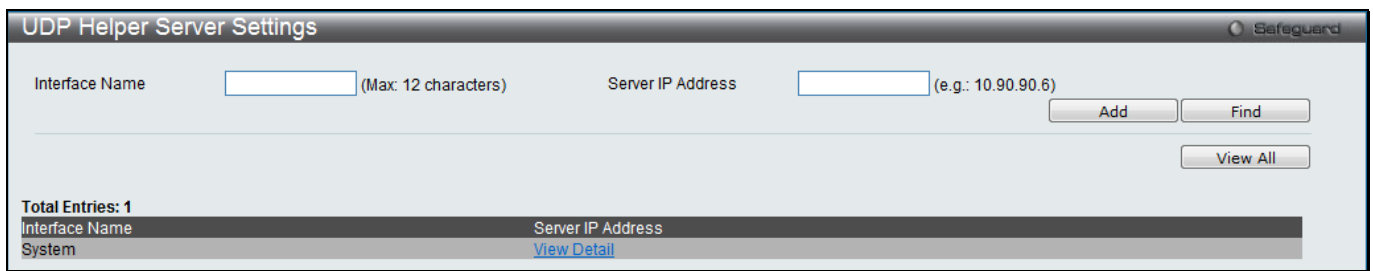 UDP Helper Server Settings
Safeguard
Interface Name (Max: 12 characters) Server IP Address (e.g.: 10.90.90.6)
Add Find
View All
Total Entries: 1
Interface Name Server IP Address
System View Detail